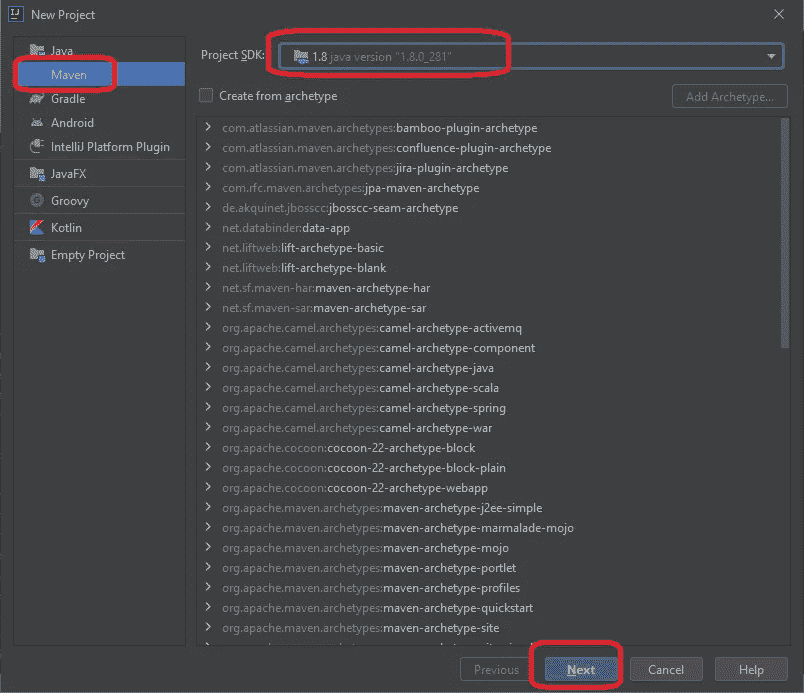 New Project
Java
Maven
Gradle
Android
IntelliJ Platform Plugin
JavaFX
Groovy
Kotlin
Empty Project
Project SDK: 1.8 java version "1.8.0_281"
Create from archetype
Add Archetype...
com.atlassian.maven.archetypes:bamboo-plugin-archetype
com.atlassian.maven.archetypes:confluence-plugin-archetype
com.atlassian.maven.archetypes:jira-plugin-archetype
com.rfc.maven.archetypes:jpa-maven-archetype
de.akquinet.jbosscc:jbosscc-seam-archetype
net.databinder:data-app
net.liftweb:lift-archetype-basic
net.liftweb:lift-archetype-blank
net.sf.maven-har:maven-archetype-har
net.sf.maven-sar:maven-archetype-sar
org.apache.camel.archetypes:camel-archetype-activemq
org.apache.camel.archetypes:camel-archetype-component
org.apache.camel.archetypes:camel-archetype-java
org.apache.camel.archetypes:camel-archetype-scala
org.apache.camel.archetypes:camel-archetype-spring
org.apache.camel.archetypes:camel-archetype-war
org.apache.cocoon:cocoon-22-archetype-block
org.apache.cocoon:cocoon-22-archetype-block-plain
org.apache.cocoon:cocoon-22-archetype-webapp
org.apache.maven.archetypes:maven-archetype-j2ee-simple
org.apache.maven.archetypes:maven-archetype-marmalade-mojo
org.apache.maven.archetypes:maven-archetype-mojo
org.apache.maven.archetypes:maven-archetype-portlet
org.apache.maven.archetypes:maven-archetype-profiles
org.apache.maven.archetypes:maven-archetype-quickstart
org.apache.maven.archetypes:maven-archetype-site
Previous
Next
Cancel
Help